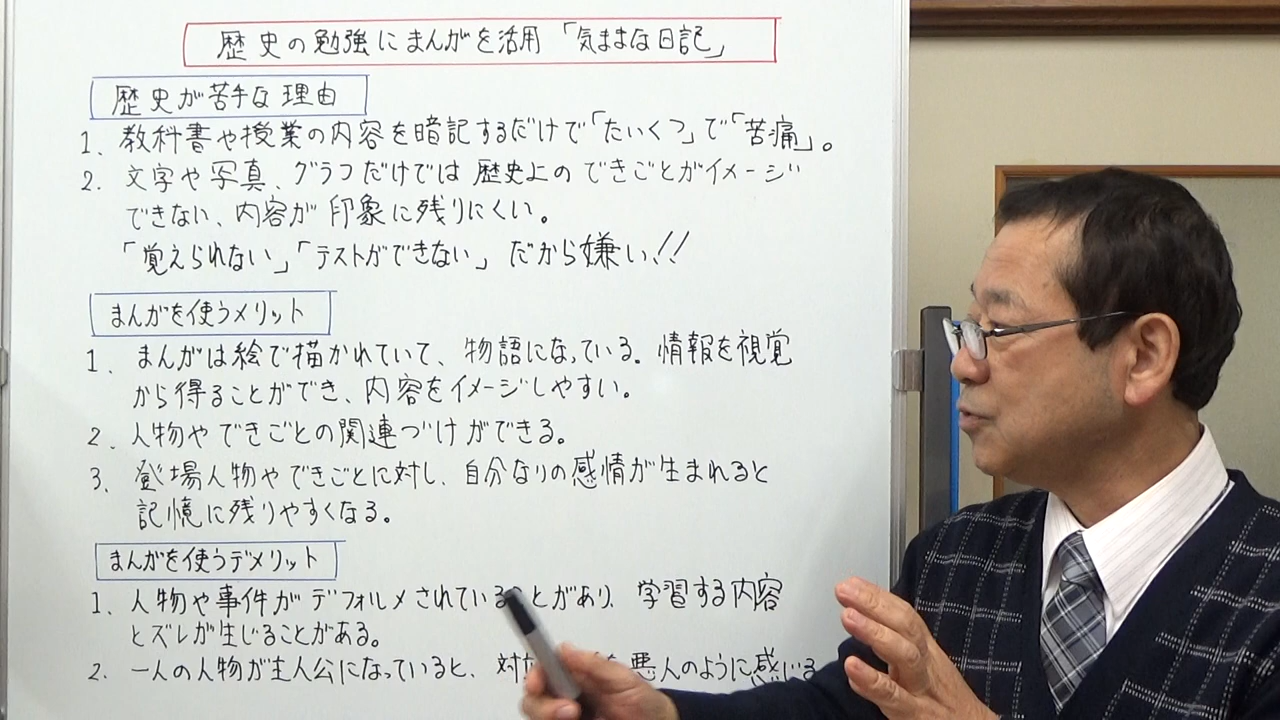 歴史の勉強にまんがを活用「気ままな日記」
歴史が苦手な理由
1. 教科書や授業の内容を暗記するだけで「たいくつ」で「苦痛」。
2. 文字や写真、グラフだけでは歴史上のできごとがイメージ
できない、内容が印象に残りにくい。
「覚えられない」「テストができない」だから嫌い!!
まんがを使うメリット
1. まんがは絵で描かれていて、物語になっている。情報を視覚
から得ることができ、内容をイメージしやすい。
2. 人物やできごとの関連づけができる。
3. 登場人物やできごとに対し、自分なりの感情が生まれると
記憶に残りやすくなる。
まんがを使うデメリット
1. 人物や事件がデフォルメされていることがあり、学習する内容
とズレが生じることがある。
2. 一人の人物が主人公になっていると、対 悪人のように感じる